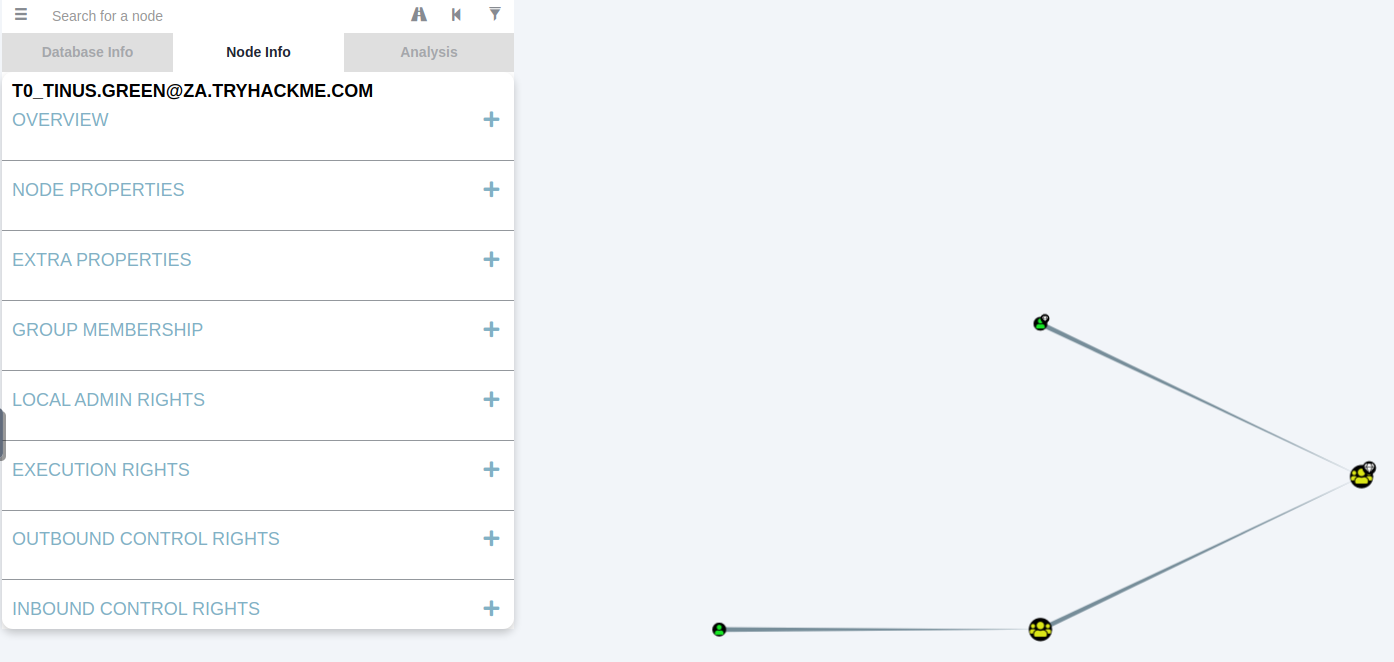 Search for a node
Database Info
Node Info
Analysis
T0_TINUS.GREEN@ZA.TRYHACKME.COM
OVERVIEW
NODE PROPERTIES
EXTRA PROPERTIES
GROUP MEMBERSHIP
LOCAL ADMIN RIGHTS
EXECUTION RIGHTS
OUTBOUND CONTROL RIGHTS
INBOUND CONTROL RIGHTS